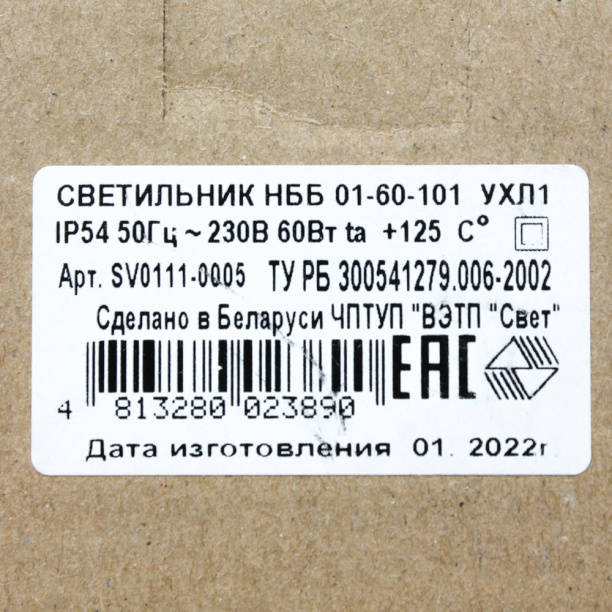 СВЕТИЛЬНИК НББ 01-60-101 УХЛ1
IP54 50Гц ~ 230В 60Вт ta +125 С°
Арт. SV0111-0005 ТУ РБ 300541279.006-2002
Сделано в Беларуси ЧПТУП "ВЭТП "Свет"
ЕАС
4 813280 023890
Дата изготовления 01. 2022г